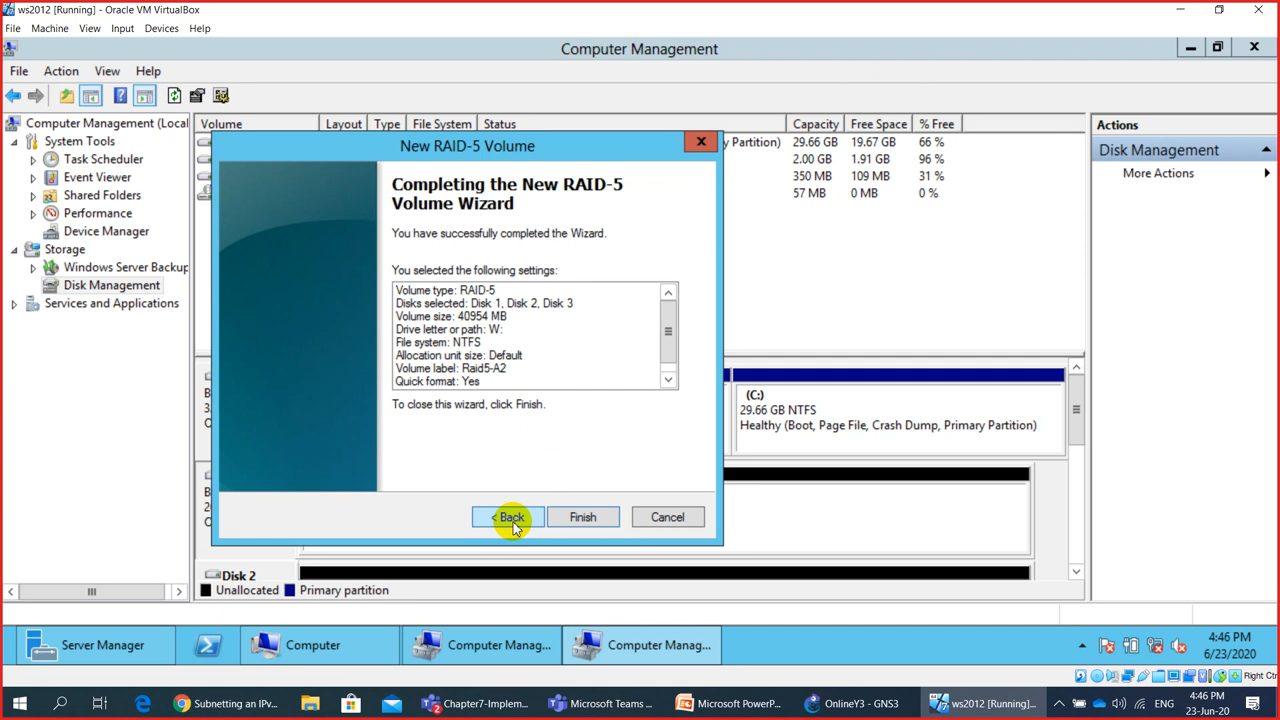 ws2012 [Running] - Oracle VM VirtualBox
File Machine View Input Devices Help
Computer Management
File Action View Help
Computer Management (Local
System Tools
Task Scheduler
Event Viewer
Shared Folders
Performance
Device Manager
Storage
Windows Server Backup
Disk Management
Services and Applications
Volume Layout Type File System Status Capacity Free Space % Free
y Partition) 29.66 GB 19.67 GB 66 %
2.00 GB 1.91 GB 96 %
350 MB 109 MB 31 %
57 MB 0 MB 0 %
New RAID-5 Volume
Completing the New RAID-5
Volume Wizard
You have successfully completed the Wizard.
You selected the following settings:
Volume type: RAID-5
Disks selected: Disk 1, Disk 2, Disk 3
Volume size: 40954 MB
Drive letter or path: W:
File system: NTFS
Allocation unit size: Default
Volume label: Raid5-A2
Quick format: Yes
To close this wizard, click Finish.
< Back Finish Cancel
(C:)
29.66 GB NTFS
Healthy (Boot, Page File, Crash Dump, Primary Partition)
Disk 2
Unallocated Primary partition
Actions
Disk Management
More Actions
Server Manager Computer Computer Manag... Computer Manag...
4:46 PM
6/23/2020
Right Ctrl
Subnetting an IPv... Chapter7-Implem... Microsoft Teams ... Microsoft PowerP... OnlineY3 - GNS3 ws2012 [Running]...
ENG
4:46 PM
23-Jun-20